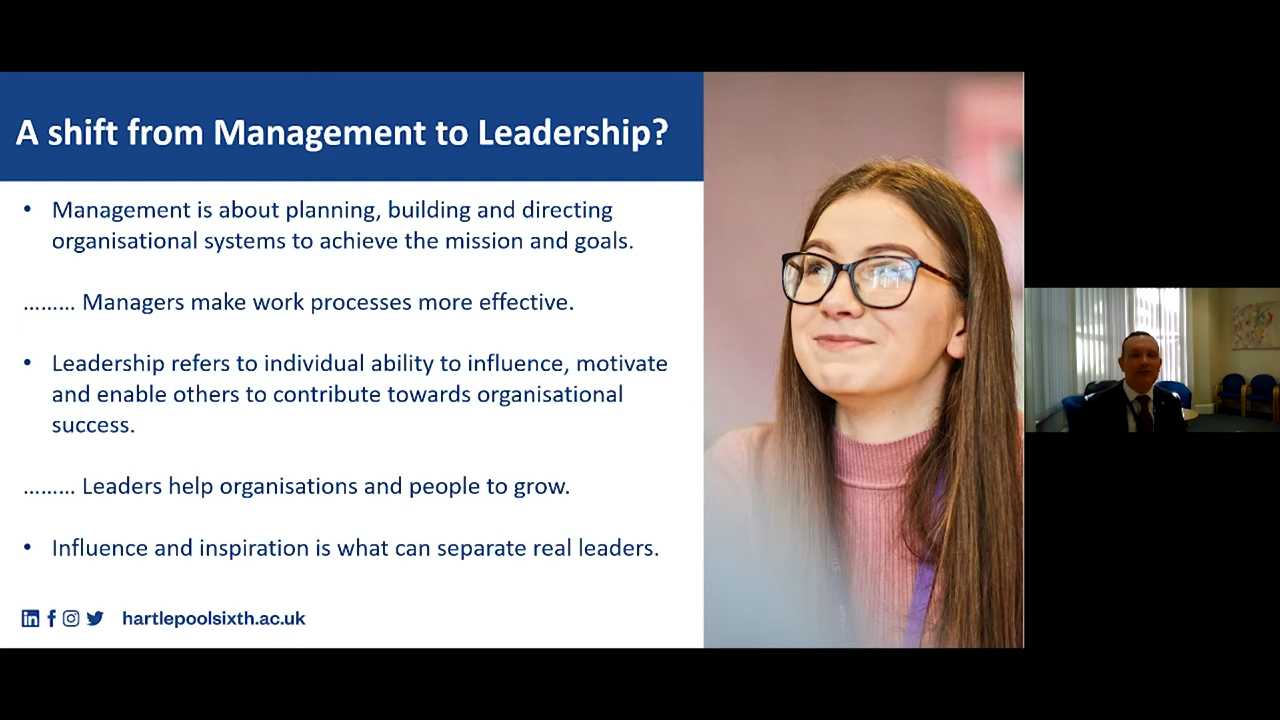 A shift from Management to Leadership?
• Management is about planning, building and directing
organisational systems to achieve the mission and goals.
……… Managers make work processes more effective.
• Leadership refers to individual ability to influence, motivate
and enable others to contribute towards organisational
success.
……… Leaders help organisations and people to grow.
• Influence and inspiration is what can separate real leaders.
hartlepoolsixth.ac.uk